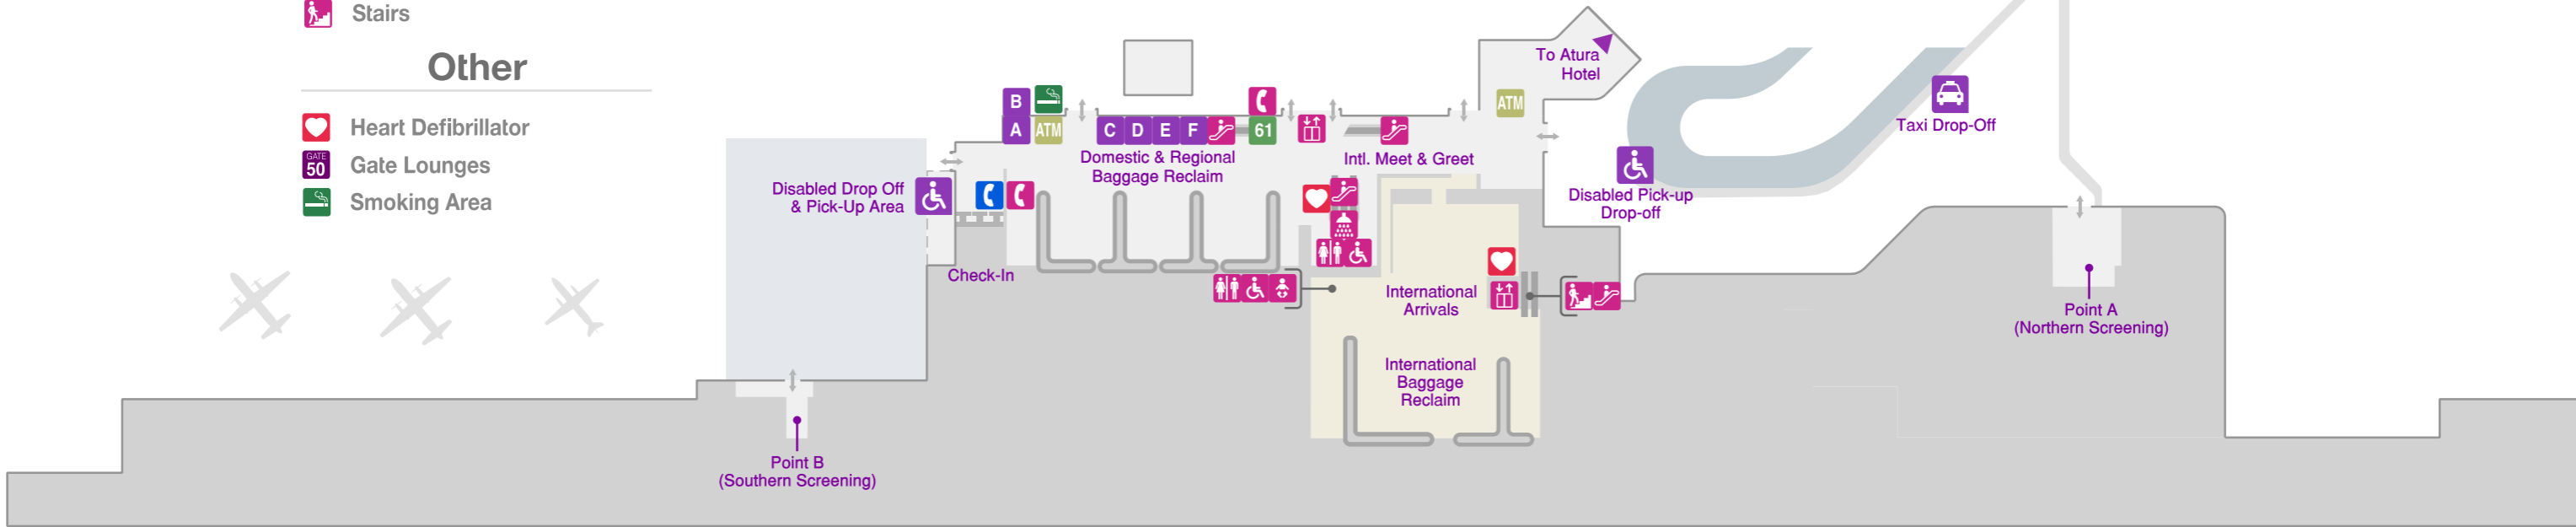 Stairs
Other
Heart Defibrillator
GATE
50
Gate Lounges
Smoking Area
To Atura
Hotel
Taxi Drop-Off
B
A
ATM
C D E F
61
ATM
Domestic & Regional
Baggage Reclaim
Intl. Meet & Greet
Disabled Drop Off
& Pick-Up Area
Disabled Pick-up
Drop-off
Check-In
International
Arrivals
International
Baggage
Reclaim
Point A
(Northern Screening)
Point B
(Southern Screening)